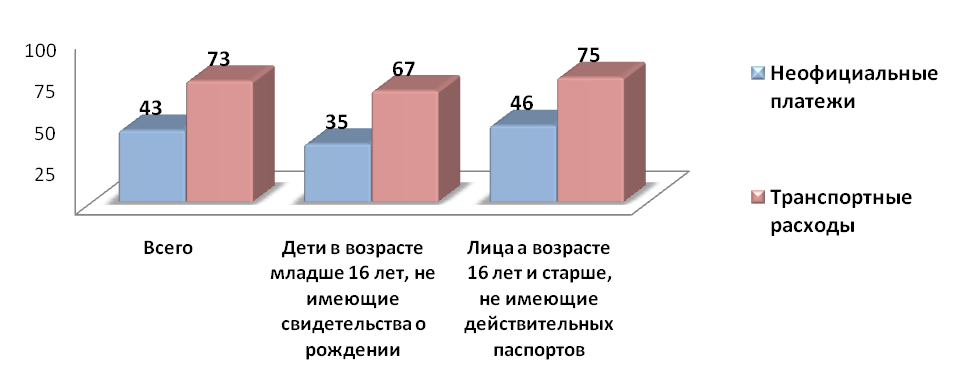 100
75
50
25
43
73
35
67
46
75
Всего
Дети в возрасте
младше 16 лет, не
имеющие
свидетельства о
рождении
Лица а возрасте
16 лет и старше,
не имеющие
действительных
паспортов
Неофициальные
платежи
Транспортные
расходы